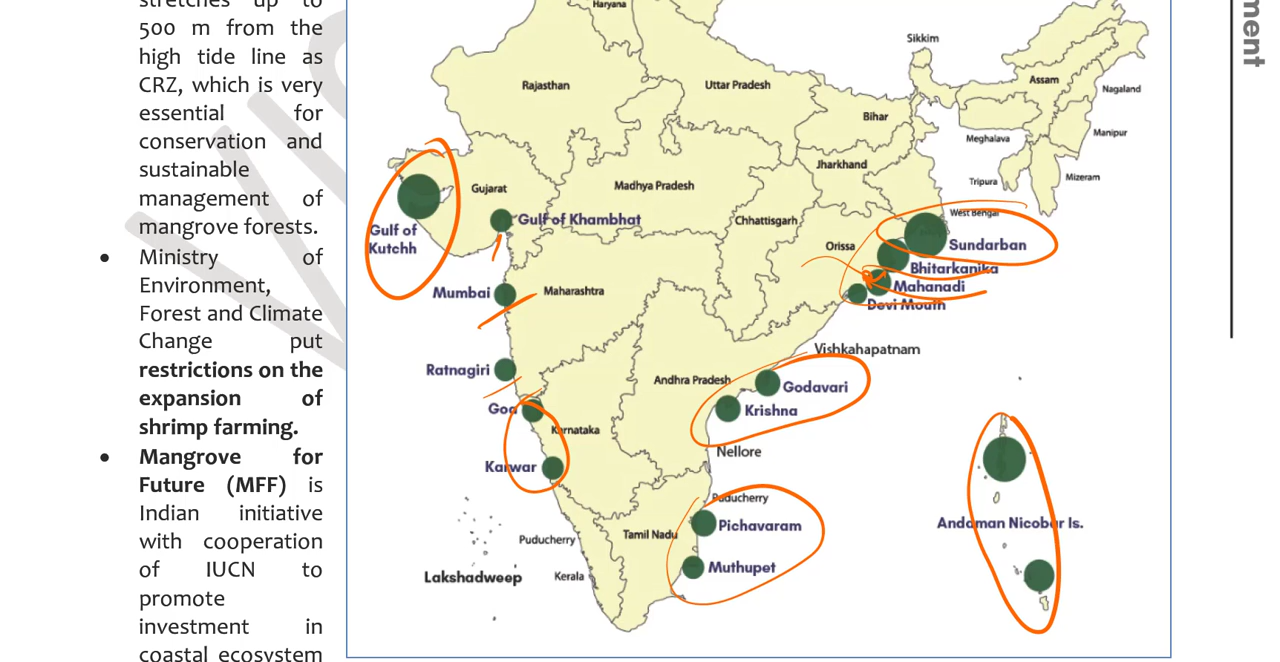 stretches up to
500 m from the
high tide line as
CRZ, which is very
essential for
conservation and
sustainable
management of
mangrove forests.
● Ministry of
Environment,
Forest and Climate
Change put
restrictions on the
expansion of
shrimp farming.
● Mangrove for
Future (MFF) is
Indian initiative
with cooperation
of IUCN to
promote
investment in
coastal ecosystem
Haryana
Sikkim
Rajasthan
Uttar Pradesh
Assam
Nagaland
Bihar
Meghalava
Manipur
Jharkhand
Tripura
Mizeram
Gujarat
Madhya Pradesh
Gulf of Khambhat
Chhattisgarh
West Bengal
Gulf of
Kutchh
Orissa
Sundarban
Bhitarkanika
Mahanadi
Devi Mouth
Mumbai
Maharashtra
Vishkahapatnam
Ratnagiri
Andhra Pradesh
Godavari
Goa
Krishna
Karnataka
Nellore
Karwar
Puducherry
Pichavaram
Andaman Nicobar Is.
Tamil Nadu
Puducherry
Muthupet
Lakshadweep
Kerala
ment